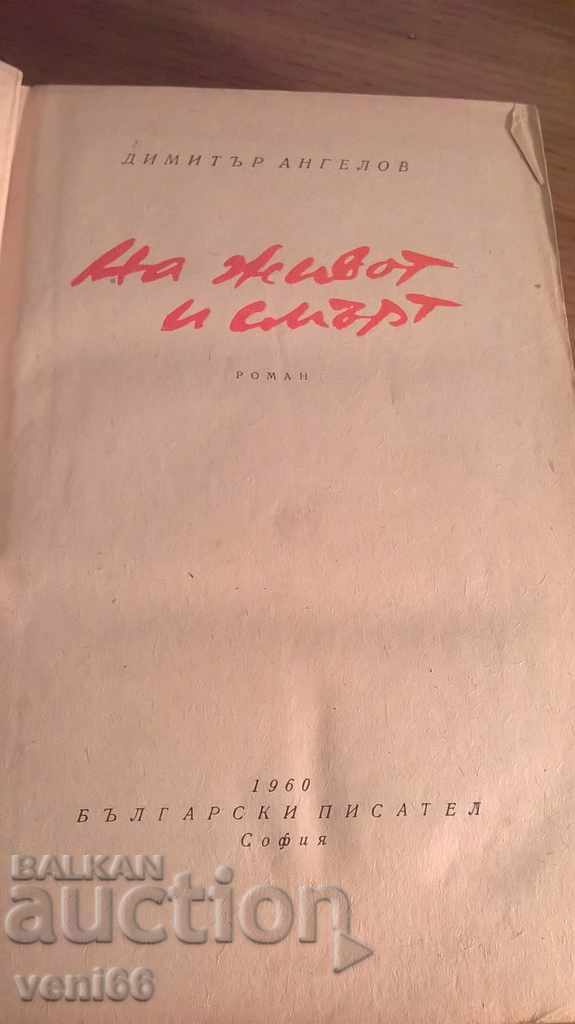 ДИМИТЪР АНГЕЛОВ
На живот
и смърт
РОМАН
1960
БЪЛГАРСКИ ПИСАТЕЛ
София
BALKAN
auction
veni66